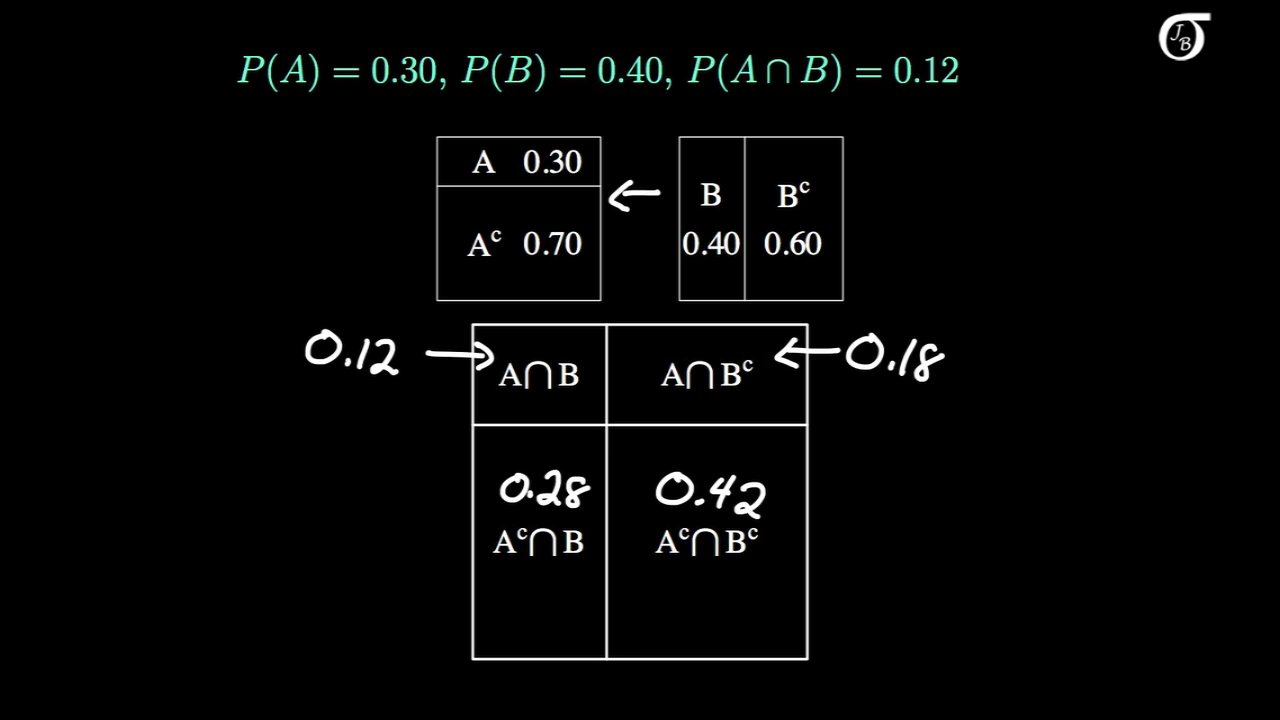 J
B
P(A) = 0.30, P(B) = 0.40, P(A ∩ B) = 0.12
A 0.30
Aᶜ 0.70
B Bᶜ
0.40 0.60
0.12 → A∩B A∩Bᶜ ← 0.18
0.28 0.42
Aᶜ∩B Aᶜ∩Bᶜ